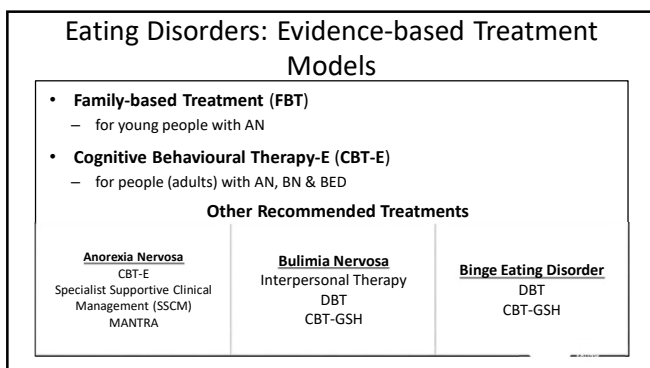 Eating Disorders: Evidence-based Treatment
Models
• Family-based Treatment (FBT)
– for young people with AN
• Cognitive Behavioural Therapy-E (CBT-E)
– for people (adults) with AN, BN & BED
Other Recommended Treatments
Anorexia Nervosa
CBT-E
Specialist Supportive Clinical
Management (SSCM)
MANTRA
Bulimia Nervosa
Interpersonal Therapy
DBT
CBT-GSH
Binge Eating Disorder
DBT
CBT-GSH